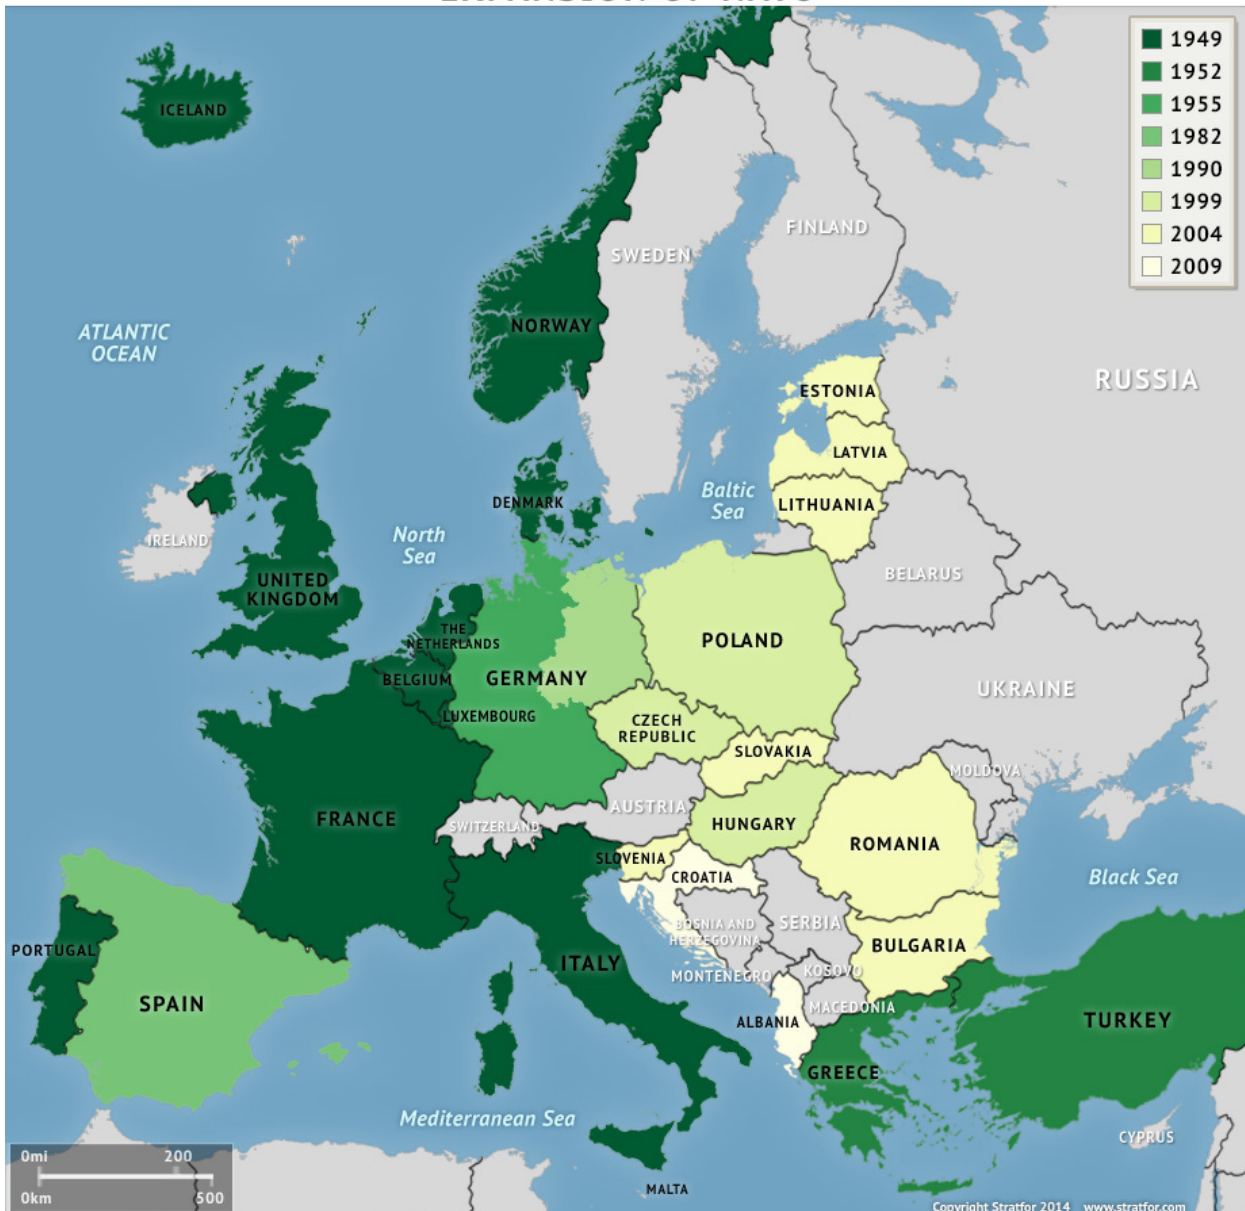 EXPANSION OF NATO
1949
1952
1955
1982
1990
1999
2004
2009
ICELAND
SWEDEN
FINLAND
NORWAY
ATLANTIC
OCEAN
RUSSIA
ESTONIA
LATVIA
LITHUANIA
Baltic
Sea
DENMARK
North
Sea
IRELAND
UNITED
KINGDOM
BELARUS
THE
NETHERLANDS
POLAND
BELGIUM
GERMANY
UKRAINE
LUXEMBOURG
CZECH
REPUBLIC
SLOVAKIA
MOLDOVA
AUSTRIA
FRANCE
SWITZERLAND
HUNGARY
ROMANIA
SLOVENIA
CROATIA
Black Sea
BOSNIA AND
HERZEGOVINA
SERBIA
BULGARIA
PORTUGAL
ITALY
MONTENEGRO
KOSOVO
SPAIN
MACEDONIA
ALBANIA
TURKEY
GREECE
Mediterranean Sea
CYPRUS
MALTA
0mi 200
0km 500
Copyright Stratfor 2014 www.stratfor.com